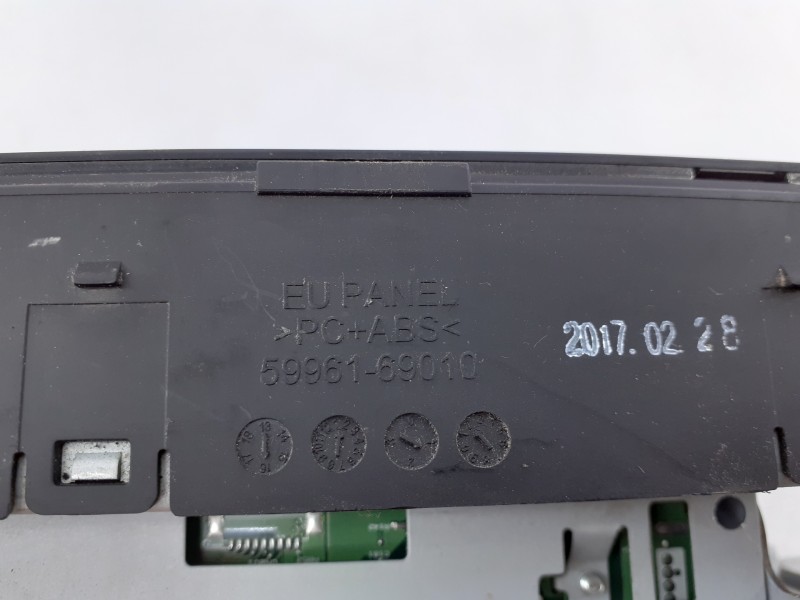 EU PANEL
>PC+ABS<
59961-69010
2017.02 28